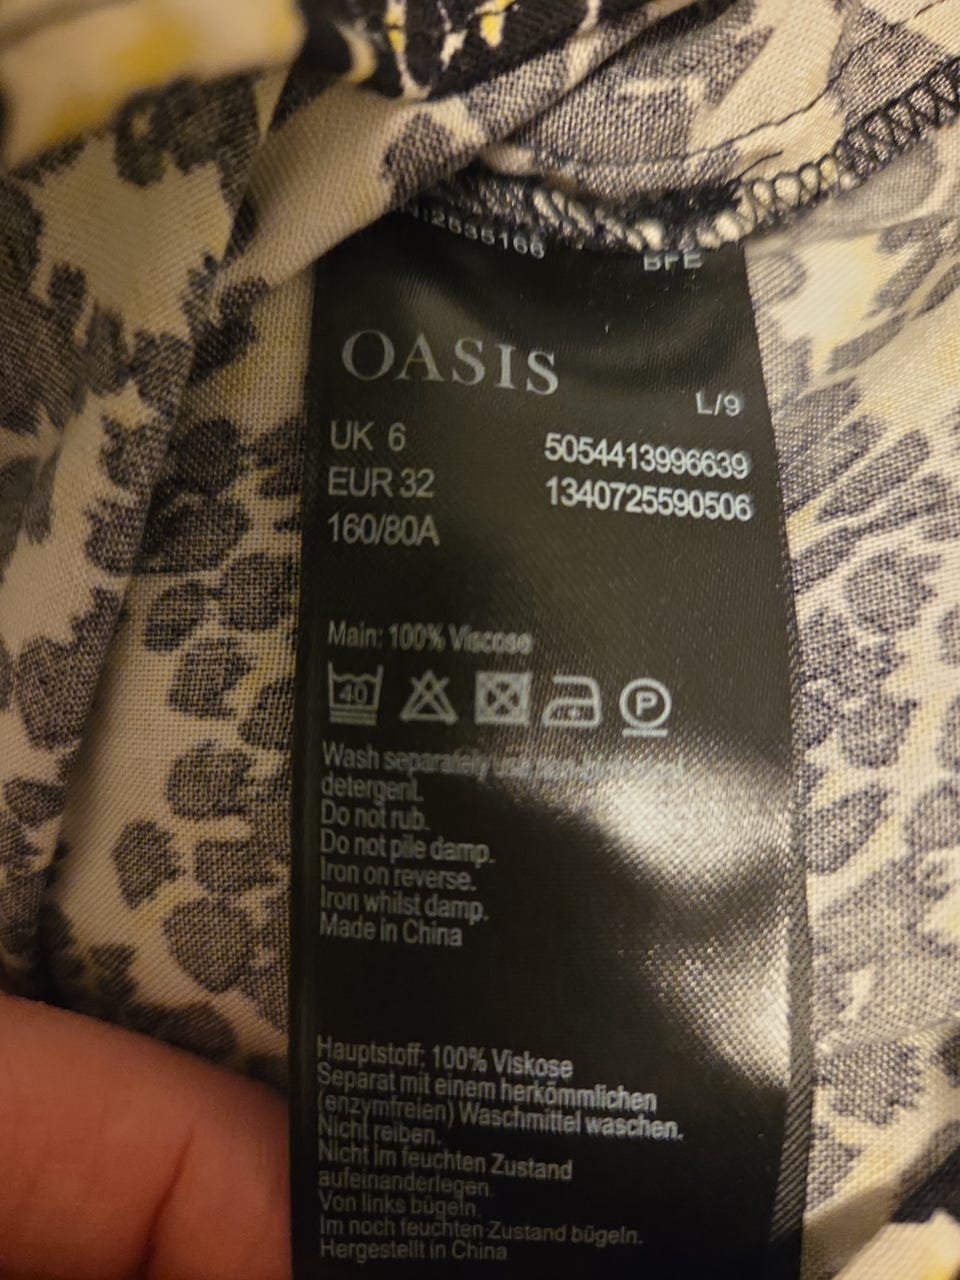 2635166
BFE
OASIS
L/9
UK 6
5054413996639
EUR 32
1340725590506
160/80A
Main: 100% Viscose
40
P
Wash separately
detergent.
Do not rub.
Do not pile damp.
Iron on reverse.
Iron whilst damp.
Made in China
Hauptstoff: 100% Viskose
Separat mit einem herkömmlichen
(enzymfreien) Waschmittel waschen.
Nicht reiben.
Nicht im feuchten Zustand
aufeinanderlegen.
Von links bügeln.
Im noch feuchten Zustand bügeln.
Hergestellt in China